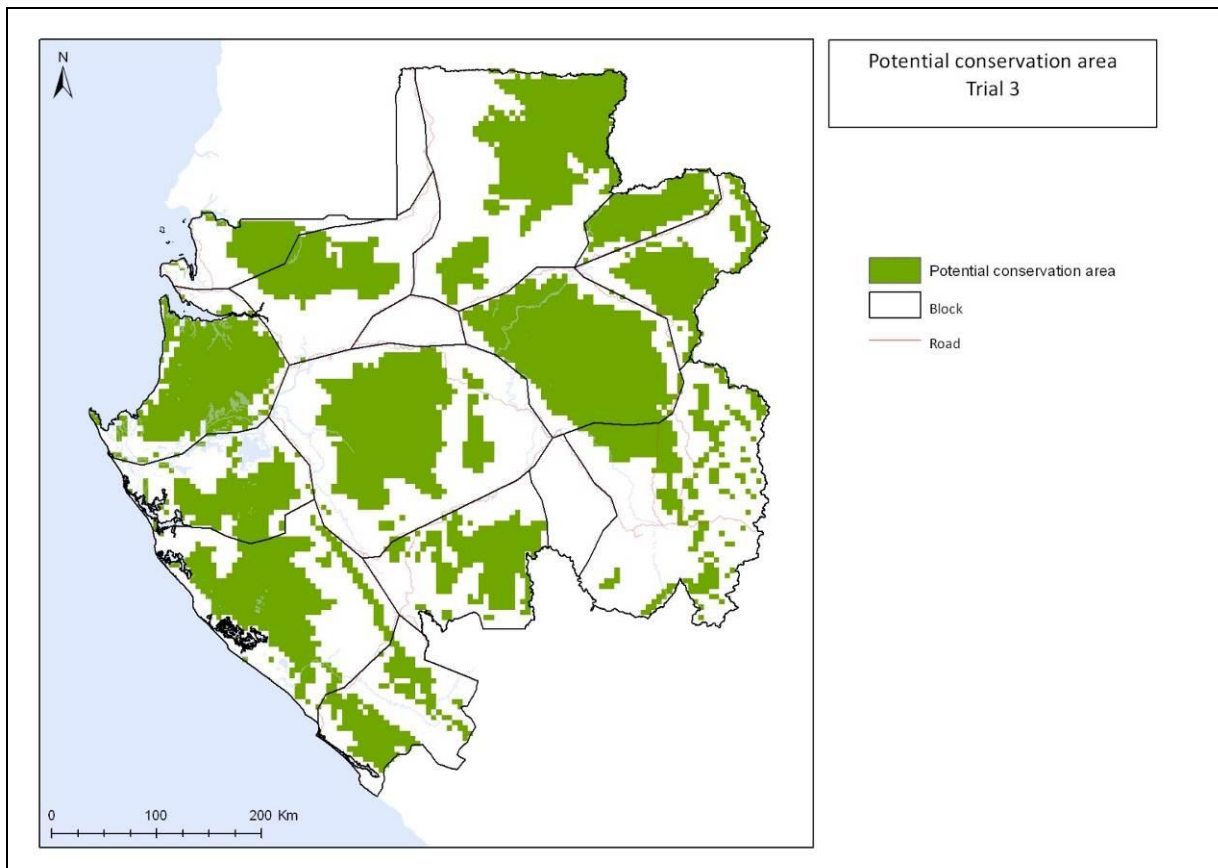 N
Potential conservation area
Trial 3
Potential conservation area
Block
Road
0 100 200 Km